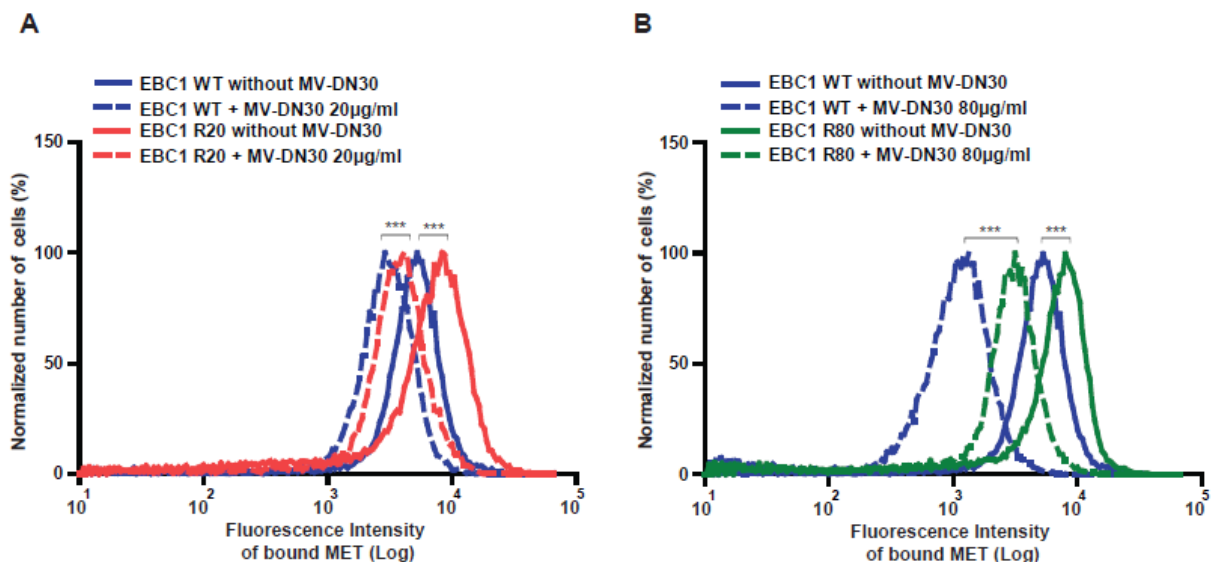 A
EBC1 WT without MV-DN30
EBC1 WT + MV-DN30 20µg/ml
EBC1 R20 without MV-DN30
EBC1 R20 + MV-DN30 20µg/ml
150
100
50
0
Normalized number of cells (%)
*** ***
10^1 10^2 10^3 10^4 10^5
Fluorescence Intensity
of bound MET (Log)
B
EBC1 WT without MV-DN30
EBC1 WT + MV-DN30 80µg/ml
EBC1 R80 without MV-DN30
EBC1 R80 + MV-DN30 80µg/ml
150
100
50
0
Normalized number of cells (%)
*** ***
10^1 10^2 10^3 10^4 10^5
Fluorescence Intensity
of bound MET (Log)